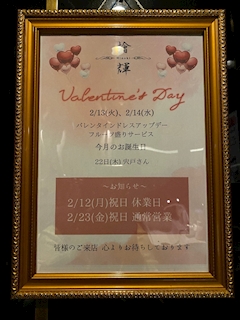 Valentine's Day
2/13(火)、2/14(水)
バレンタインドレスアップデー
フルーツ盛りサービス
今月のお誕生日
22日(木)宍戸さん
～お知らせ～
2/12(月)祝日 休業日
2/23(金)祝日 通常営業
皆様のご来店 心よりお待ちしております